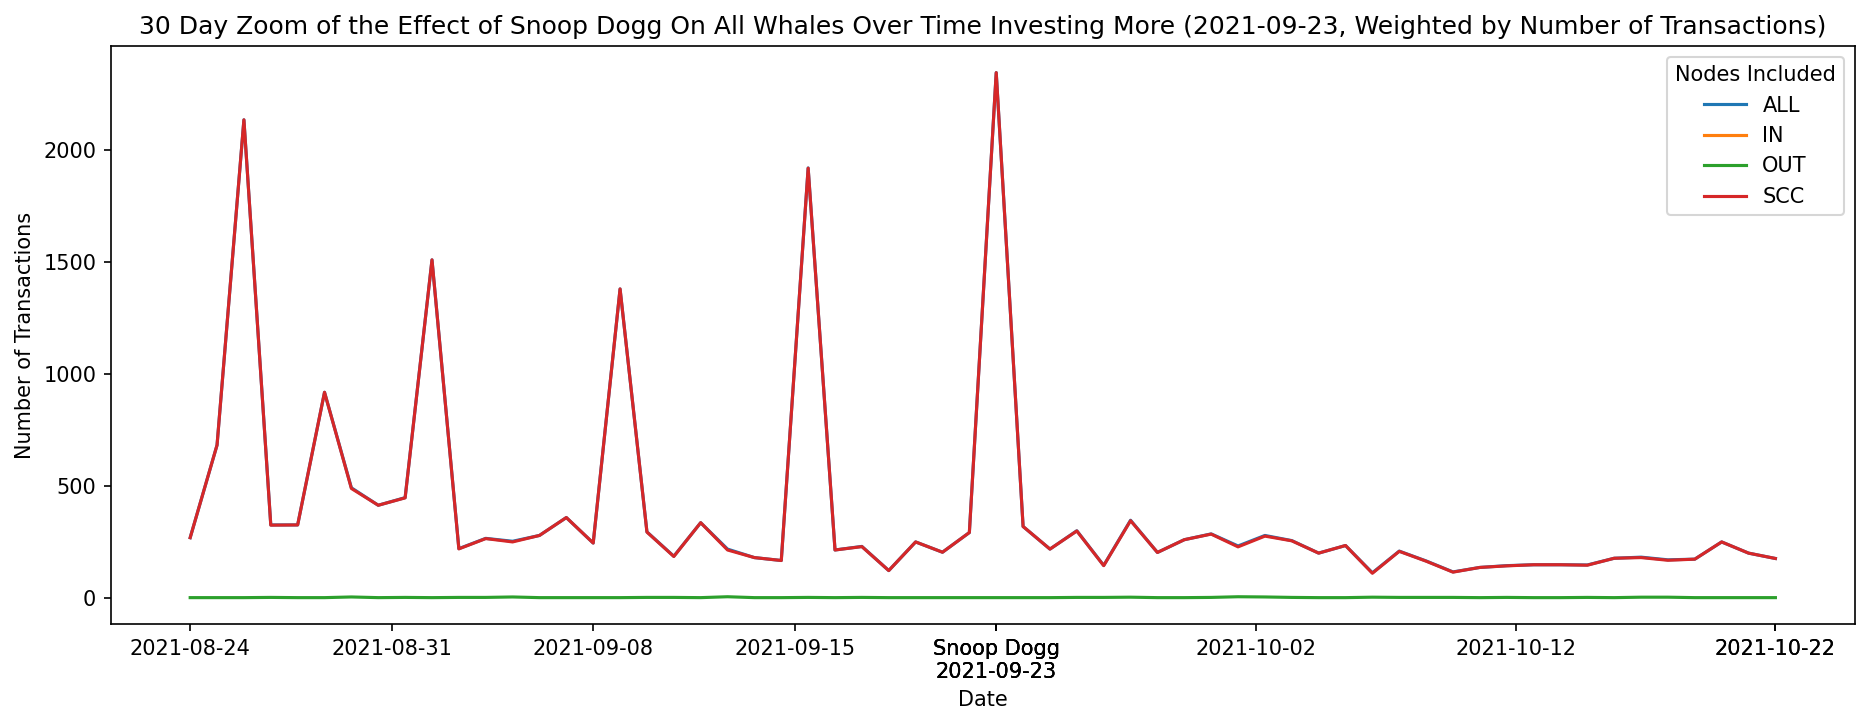 30 Day Zoom of the Effect of Snoop Dogg On All Whales Over Time Investing More (2021-09-23, Weighted by Number of Transactions)
Nodes Included
ALL
IN
OUT
SCC
Number of Transactions
2000
1500
1000
500
0
2021-08-24
2021-08-31
2021-09-08
2021-09-15
Snoop Dogg
2021-09-23
2021-10-02
2021-10-12
2021-10-22
Date